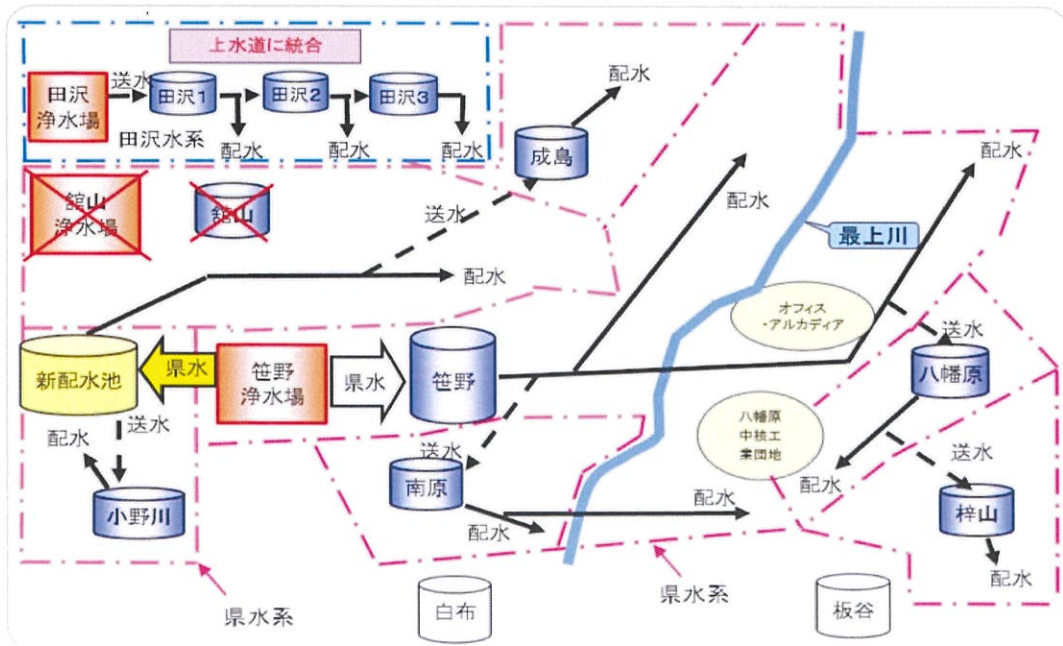 上水道に統合
田沢
浄水場
送水
田沢1
田沢2
田沢3
田沢水系
配水
配水
配水
配水
成島
舘山
浄水場
舘山
送水
配水
配水
配水
最上川
オフィス
・アルカディア
新配水池
県水
笹野
浄水場
県水
笹野
送水
八幡原
配水
送水
小野川
送水
南原
配水
配水
八幡原
中核工
業団地
配水
送水
梓山
配水
県水系
白布
県水系
板谷